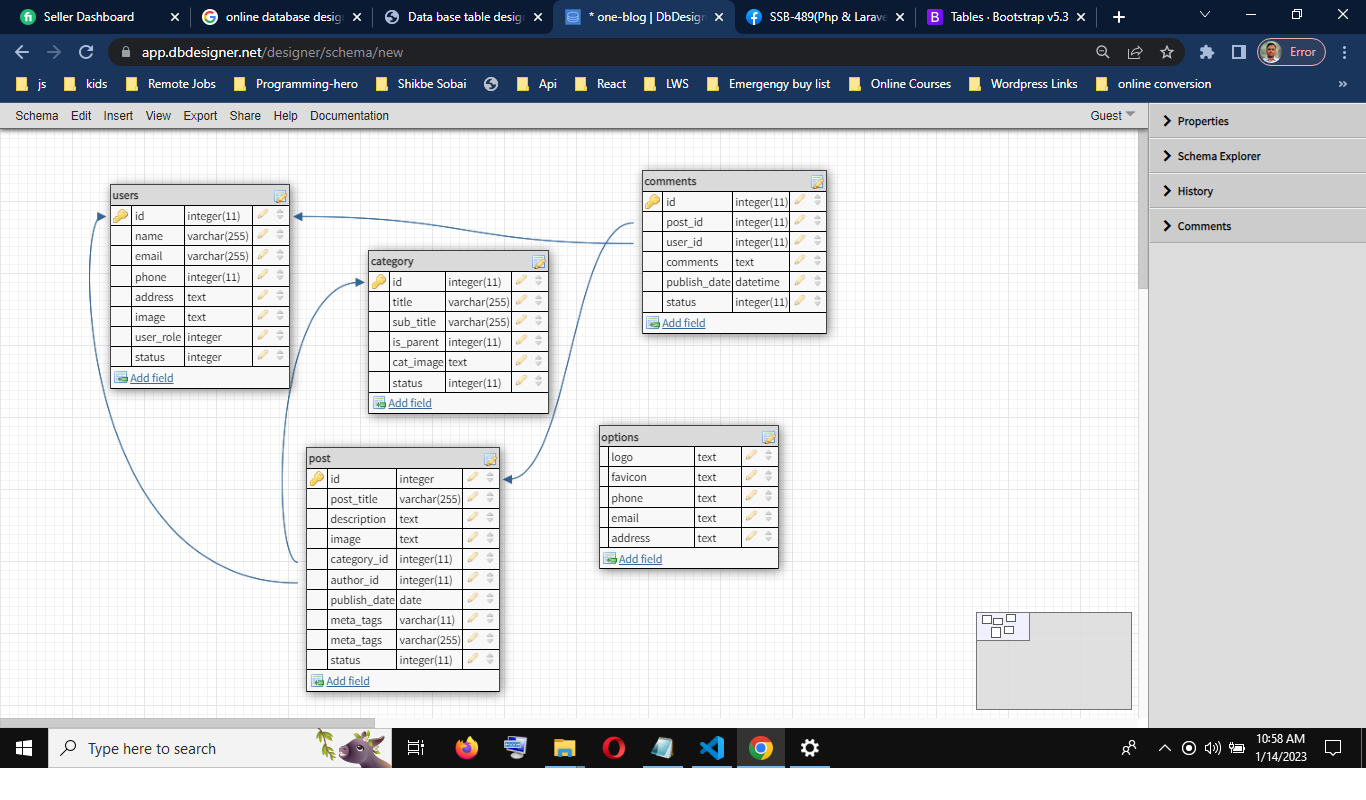 Seller Dashboard
online database desig
Data base table desig
* one-blog | DbDesign
SSB-489(Php & Larave
B Tables · Bootstrap v5.3
app.dbdesigner.net/designer/schema/new
Error
js
kids
Remote Jobs
Programming-hero
Shikbe Sobai
Api
React
LWS
Emergengy buy list
Online Courses
Wordpress Links
online conversion
»
Schema Edit Insert View Export Share Help Documentation
Guest
Properties
Schema Explorer
History
Comments
users
id integer(11)
name varchar(255)
email varchar(255)
phone integer(11)
address text
image text
user_role integer
status integer
Add field
category
id integer(11)
title varchar(255)
sub_title varchar(255)
is_parent integer(11)
cat_image text
status integer(11)
Add field
comments
id integer(11)
post_id integer(11)
user_id integer(11)
comments text
publish_date datetime
status integer(11)
Add field
post
id integer
post_title varchar(255)
description text
image text
category_id integer(11)
author_id integer(11)
publish_date date
meta_tags varchar(11)
meta_tags varchar(255)
status integer(11)
Add field
options
logo text
favicon text
phone text
email text
address text
Add field
Type here to search
10:58 AM
1/14/2023